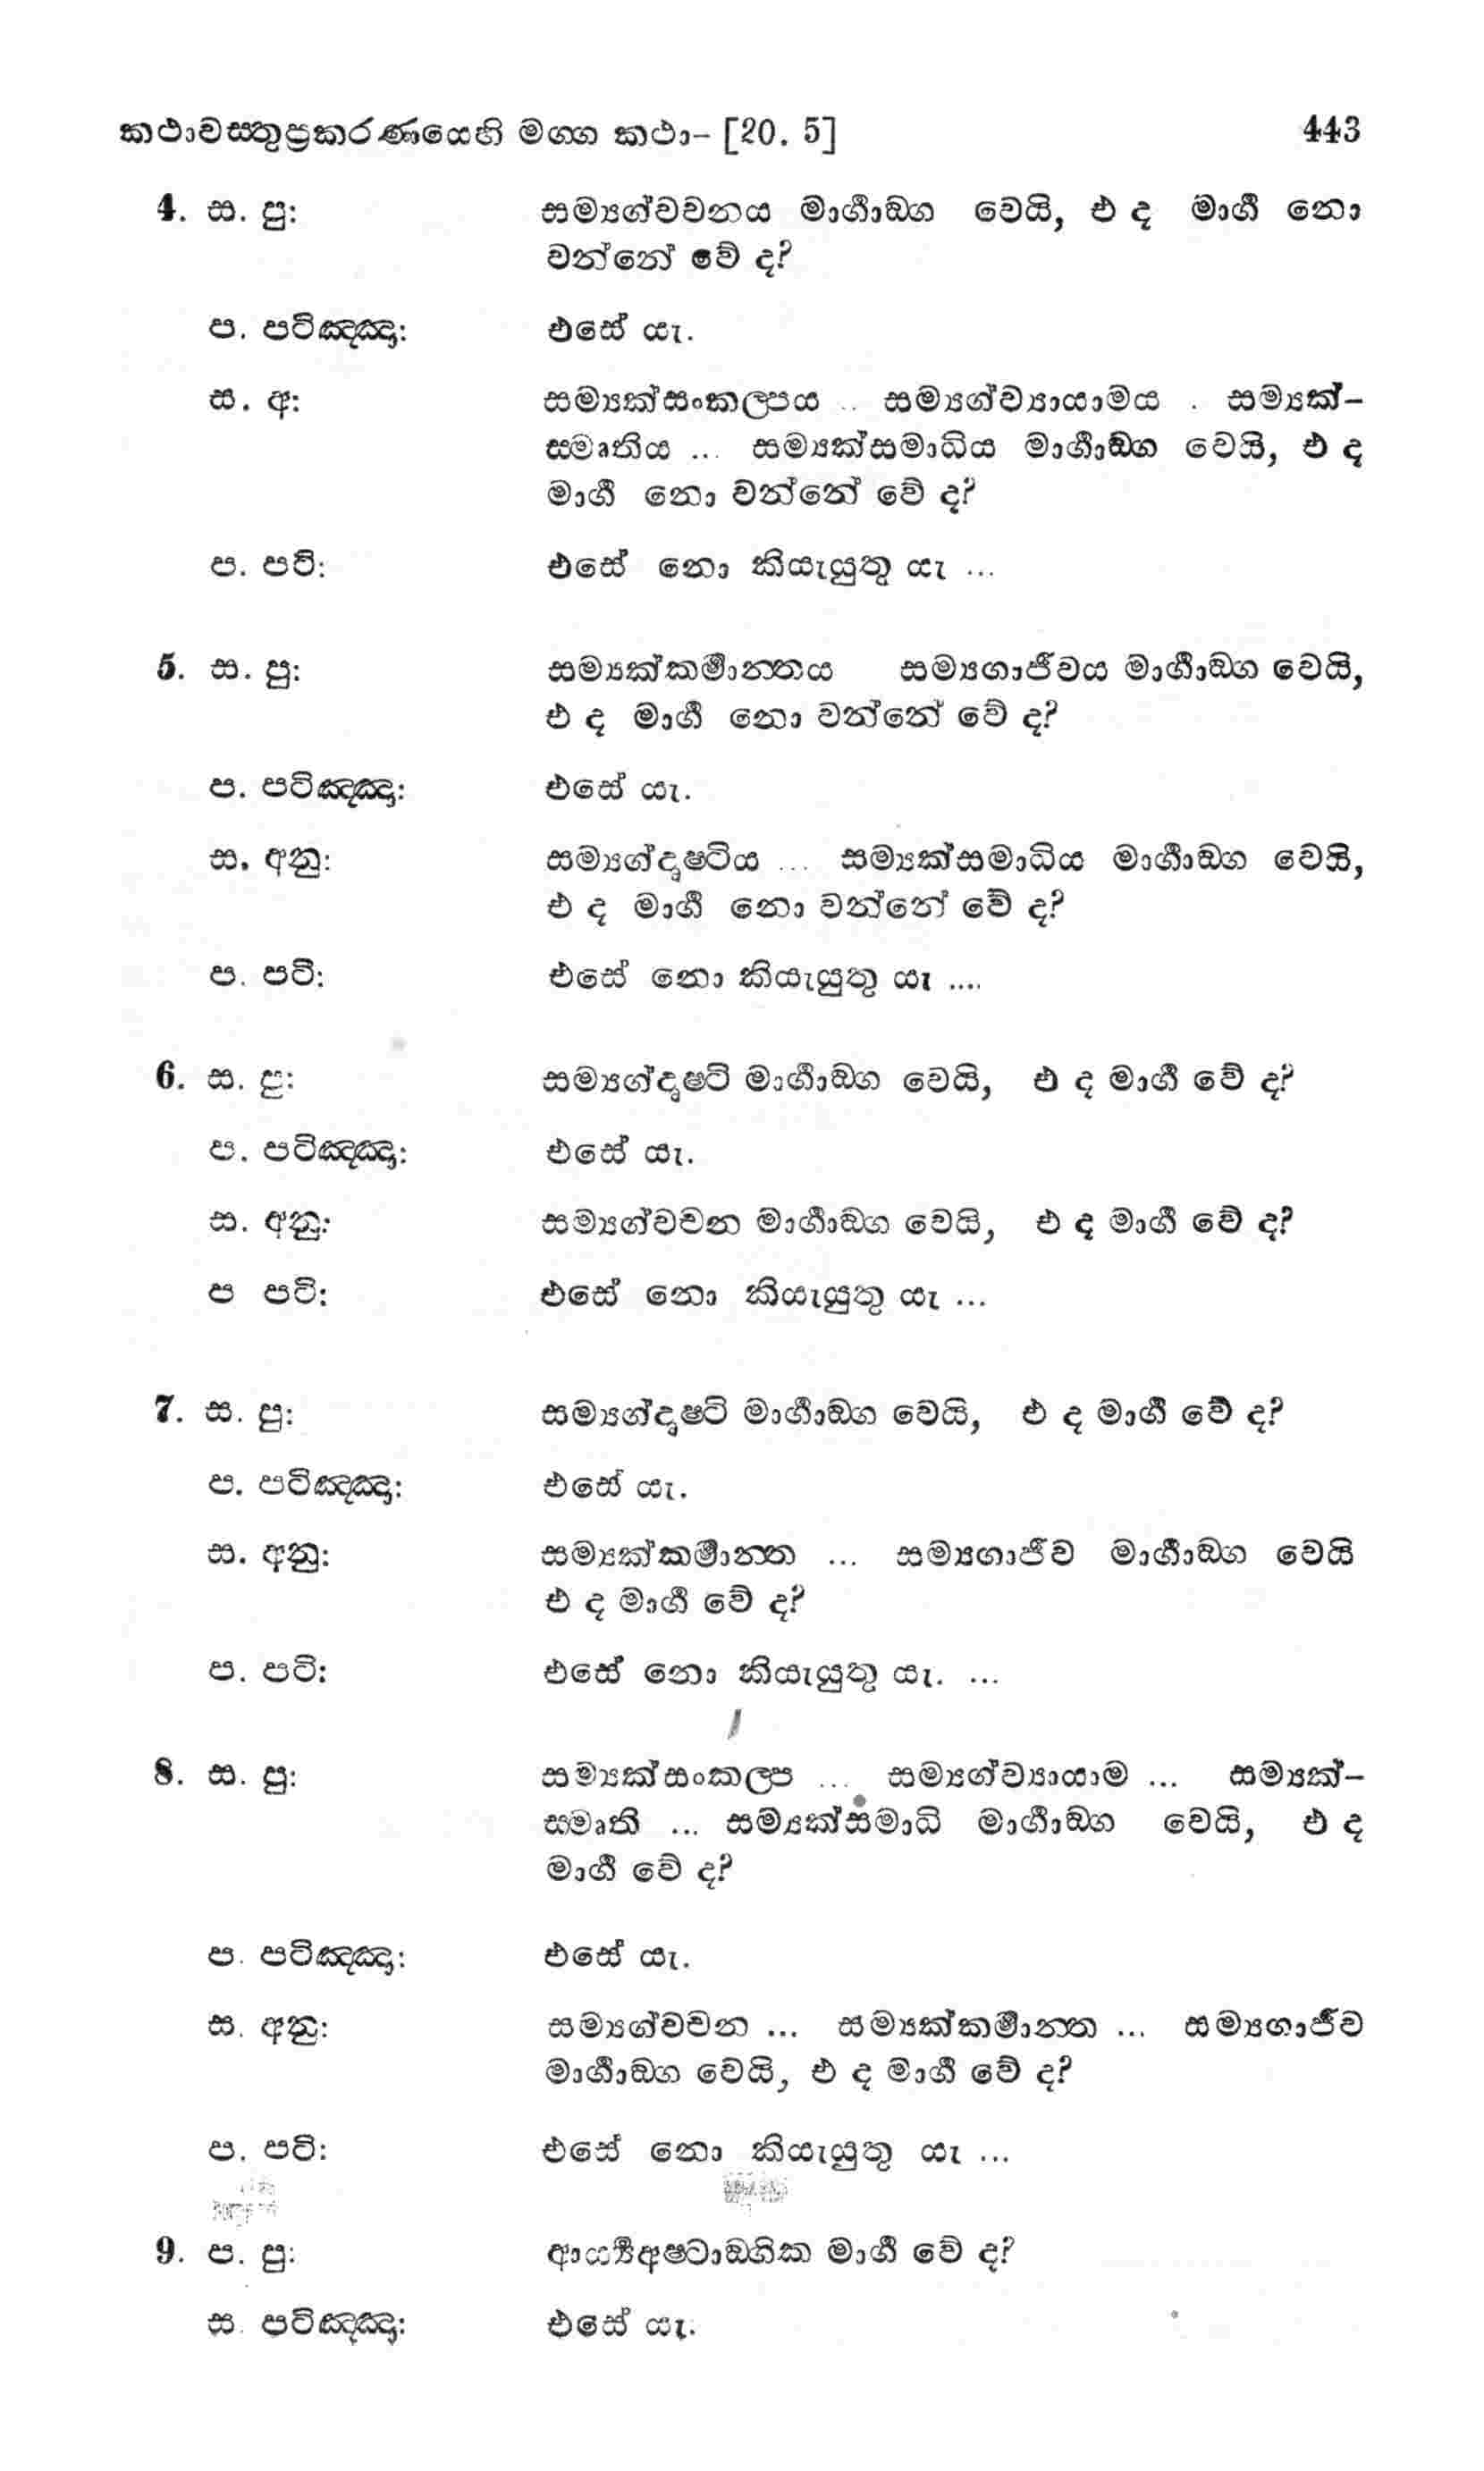 කථාවස්තුප්‍රකරණයෙහි මග්ග කථා– [20. 5] 443
4. ස. පු: සම්‍යග්වචනය මාර්ගාඞ්ග වෙයි, එ ද මාර්ග නො
වන්නේ වේ ද?
ප. පටිඤ්ඤා: එසේ යැ.
ස. අ: සම්‍යක්සංකල්පය .. සම්‍යග්ව්‍යායාමය . සම්‍යක්–
ස්මෘතිය ... සම්‍යක්සමාධිය මාර්ගාඞ්ග වෙයි, එ ද
මාර්ග නො වන්නේ වේ ද?
ප. පටි: එසේ නො කියැයුතු යැ ...
5. ස. පු: සම්‍යක්කර්මාන්තය සම්‍යගාජීවය මාර්ගාඞ්ග වෙයි,
එ ද මාර්ග නො වන්නේ වේ ද?
ප. පටිඤ්ඤා: එසේ යැ.
ස. අනු: සම්‍යග්දෘෂ්ටිය ... සම්‍යක්සමාධිය මාර්ගාඞ්ග වෙයි,
එ ද මාර්ග නො වන්නේ වේ ද?
ප. පටි: එසේ නො කියැයුතු යැ ....
6. ස. පු: සම්‍යග්දෘෂ්ටි මාර්ගාඞ්ග වෙයි, එ ද මාර්ග වේ ද?
ප. පටිඤ්ඤා: එසේ යැ.
ස. අනු: සම්‍යග්වචන මාර්ගාඞ්ග වෙයි, එ ද මාර්ග වේ ද?
ප පටි: එසේ නො කියැයුතු යැ ...
7. ස. පු: සම්‍යග්දෘෂ්ටි මාර්ගාඞ්ග වෙයි, එ ද මාර්ග වේ ද?
ප. පටිඤ්ඤා: එසේ යැ.
ස. අනු: සම්‍යක්කර්මාන්ත ... සම්‍යගාජීව මාර්ගාඞ්ග වෙයි
එ ද මාර්ග වේ ද?
ප. පටි: එසේ නො කියැයුතු යැ. ...
8. ස. පු: සම්‍යක්සංකල්ප ... සම්‍යග්ව්‍යායාම ... සම්‍යක්–
ස්මෘති ... සම්‍යක්සමාධි මාර්ගාඞ්ග වෙයි, එ ද
මාර්ග වේ ද?
ප. පටිඤ්ඤා: එසේ යැ.
ස. අනු: සම්‍යග්වචන ... සම්‍යක්කර්මාන්ත ... සම්‍යගාජීව
මාර්ගාඞ්ග වෙයි, එ ද මාර්ග වේ ද?
ප. පටි: එසේ නො කියැයුතු යැ ...
9. ප. පු: ආර්ය්‍යඅෂ්ටාඞ්ගික මාර්ග වේ ද?
ස. පටිඤ්ඤා: එසේ යැ.